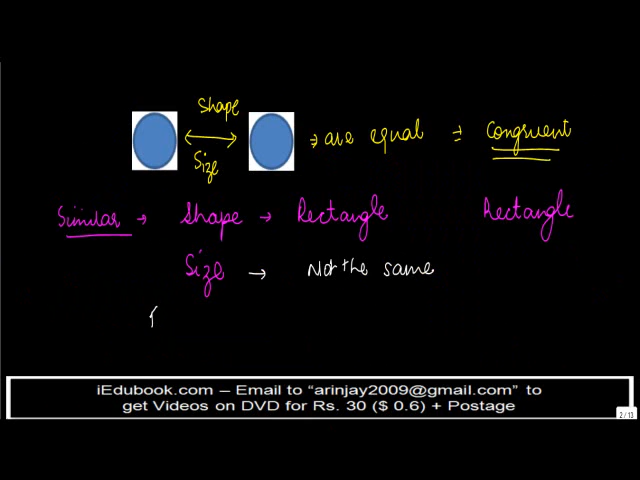 Shape
Size
⇒ are equal = Congruent
Similar → Shape → Rectangle Rectangle
Size → Not the same
iEdubook.com – Email to “arinjay2009@gmail.com” to
get Videos on DVD for Rs. 30 ($ 0.6) + Postage
2 / 13